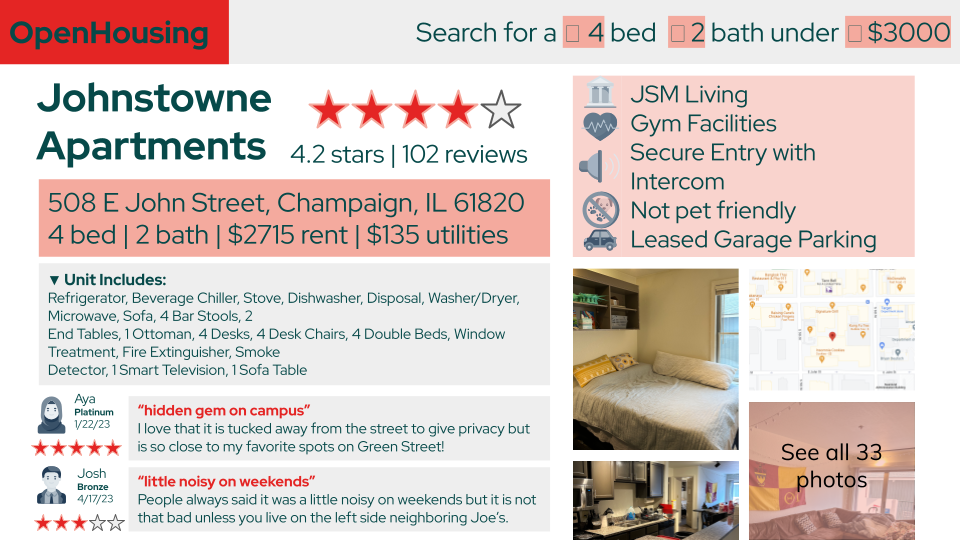 OpenHousing
Search for a 4 bed 2 bath under $3000
Johnstowne
Apartments
4.2 stars | 102 reviews
508 E John Street, Champaign, IL 61820
4 bed | 2 bath | $2715 rent | $135 utilities
▼ Unit Includes:
Refrigerator, Beverage Chiller, Stove, Dishwasher, Disposal, Washer/Dryer,
Microwave, Sofa, 4 Bar Stools, 2
End Tables, 1 Ottoman, 4 Desks, 4 Desk Chairs, 4 Double Beds, Window
Treatment, Fire Extinguisher, Smoke
Detector, 1 Smart Television, 1 Sofa Table
Aya
Platinum
1/22/23
“hidden gem on campus”
I love that it is tucked away from the street to give privacy but
is so close to my favorite spots on Green Street!
Josh
Bronze
4/17/23
“little noisy on weekends”
People always said it was a little noisy on weekends but it is not
that bad unless you live on the left side neighboring Joe’s.
JSM Living
Gym Facilities
Secure Entry with
Intercom
Not pet friendly
Leased Garage Parking
See all 33
photos